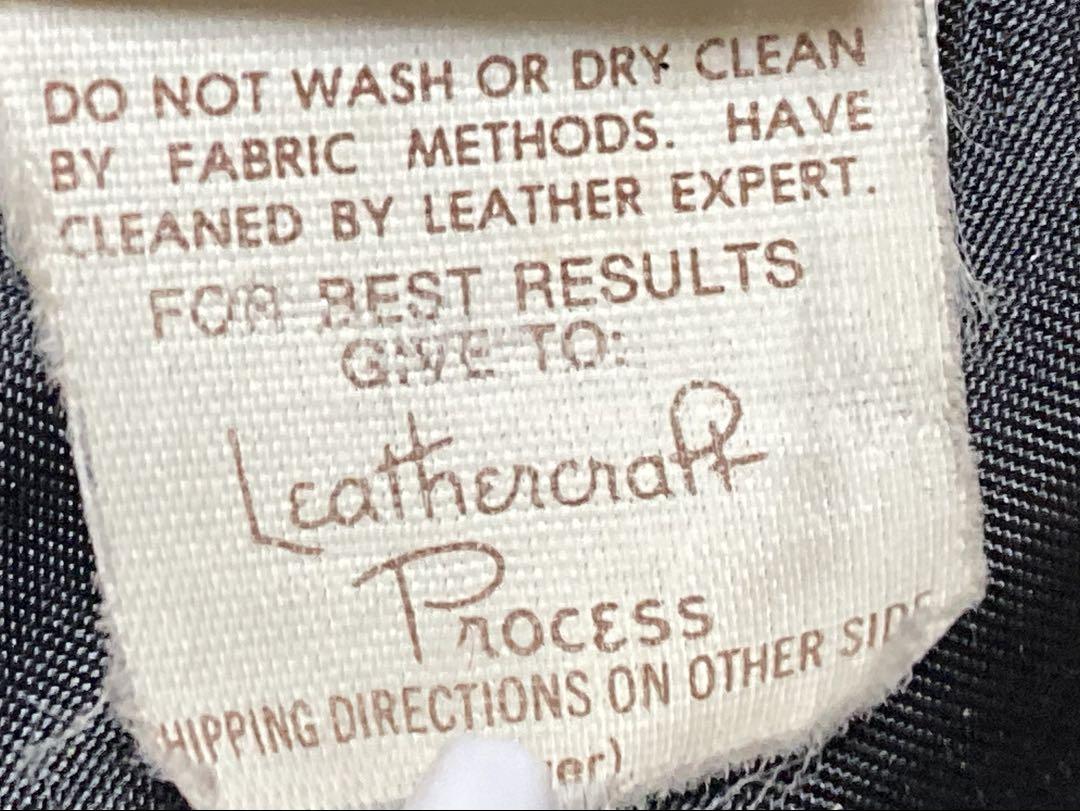 DO NOT WASH OR DRY CLEAN
BY FABRIC METHODS. HAVE
CLEANED BY LEATHER EXPERT.
FOR BEST RESULTS
GIVE TO:
Leathercraft
Process
HIPPING DIRECTIONS ON OTHER SIDE